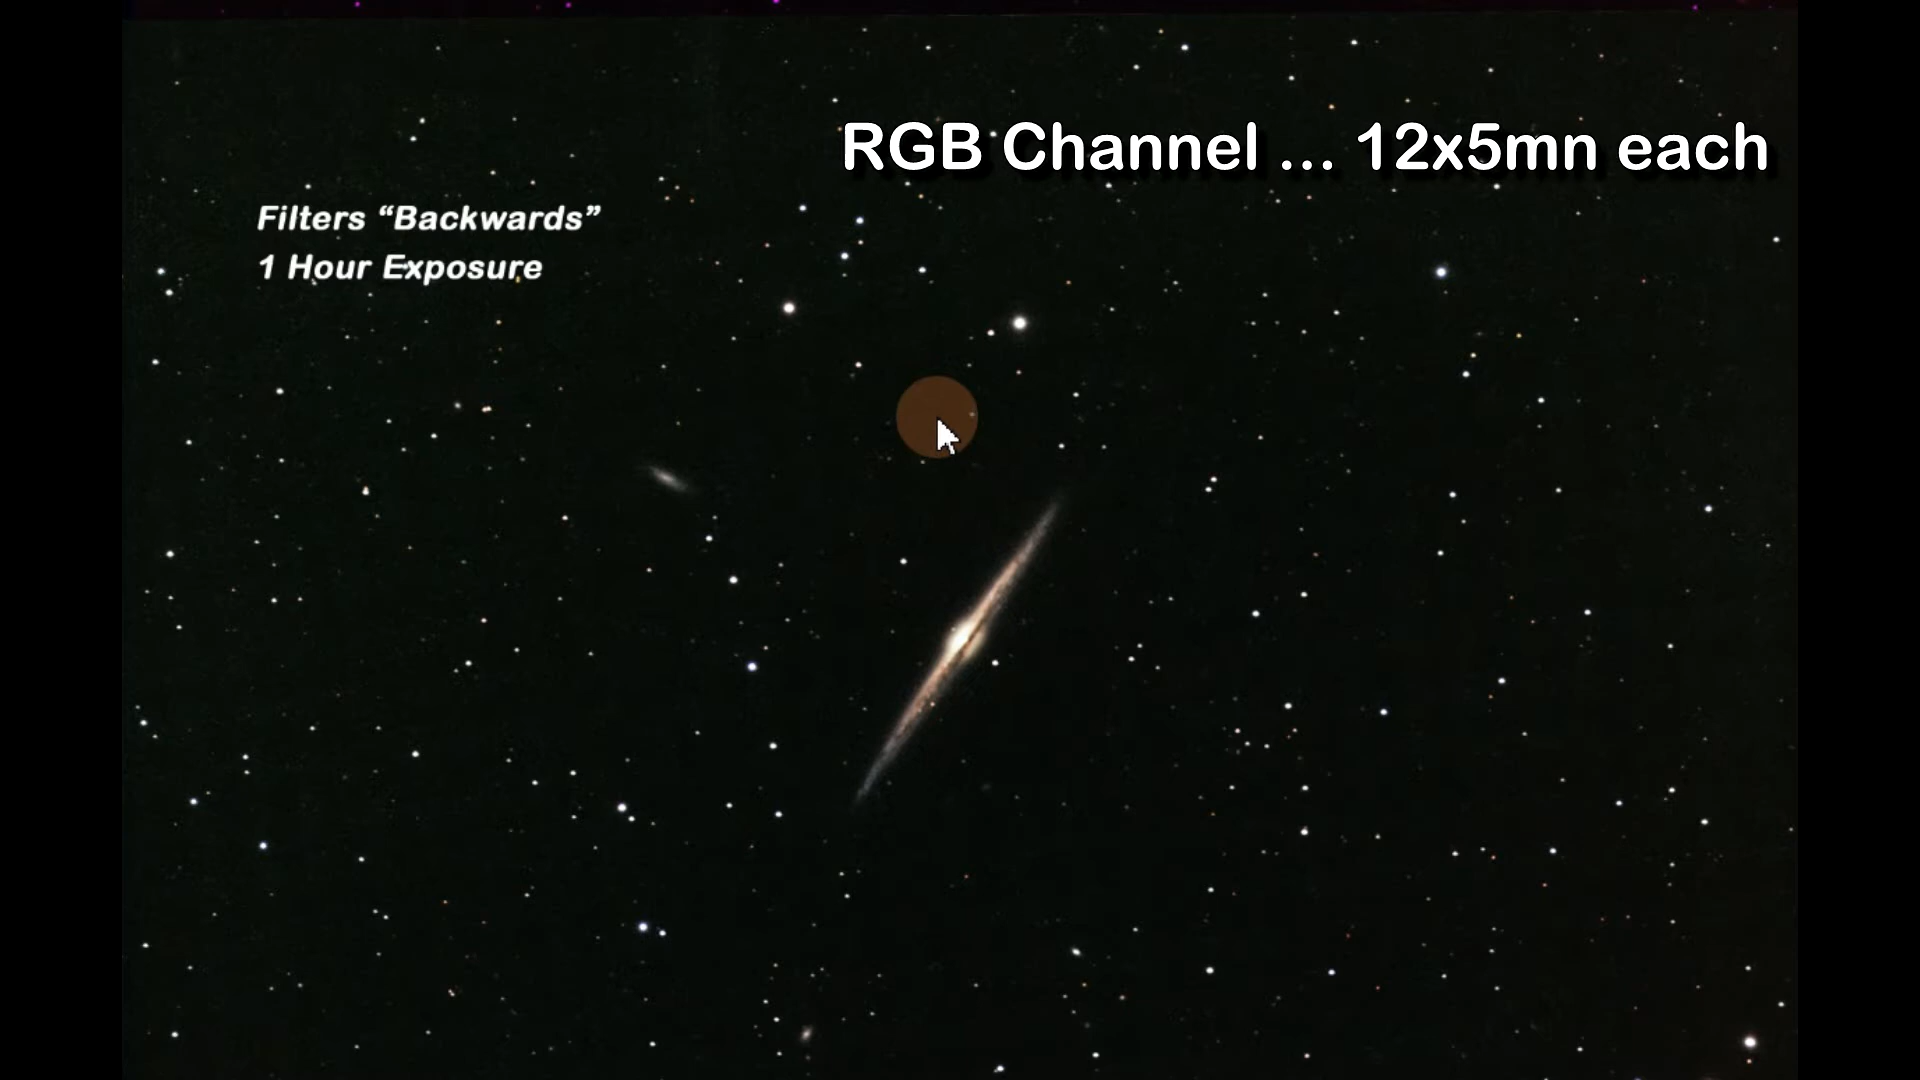 RGB Channel ... 12x5mn each
Filters “Backwards”
1 Hour Exposure